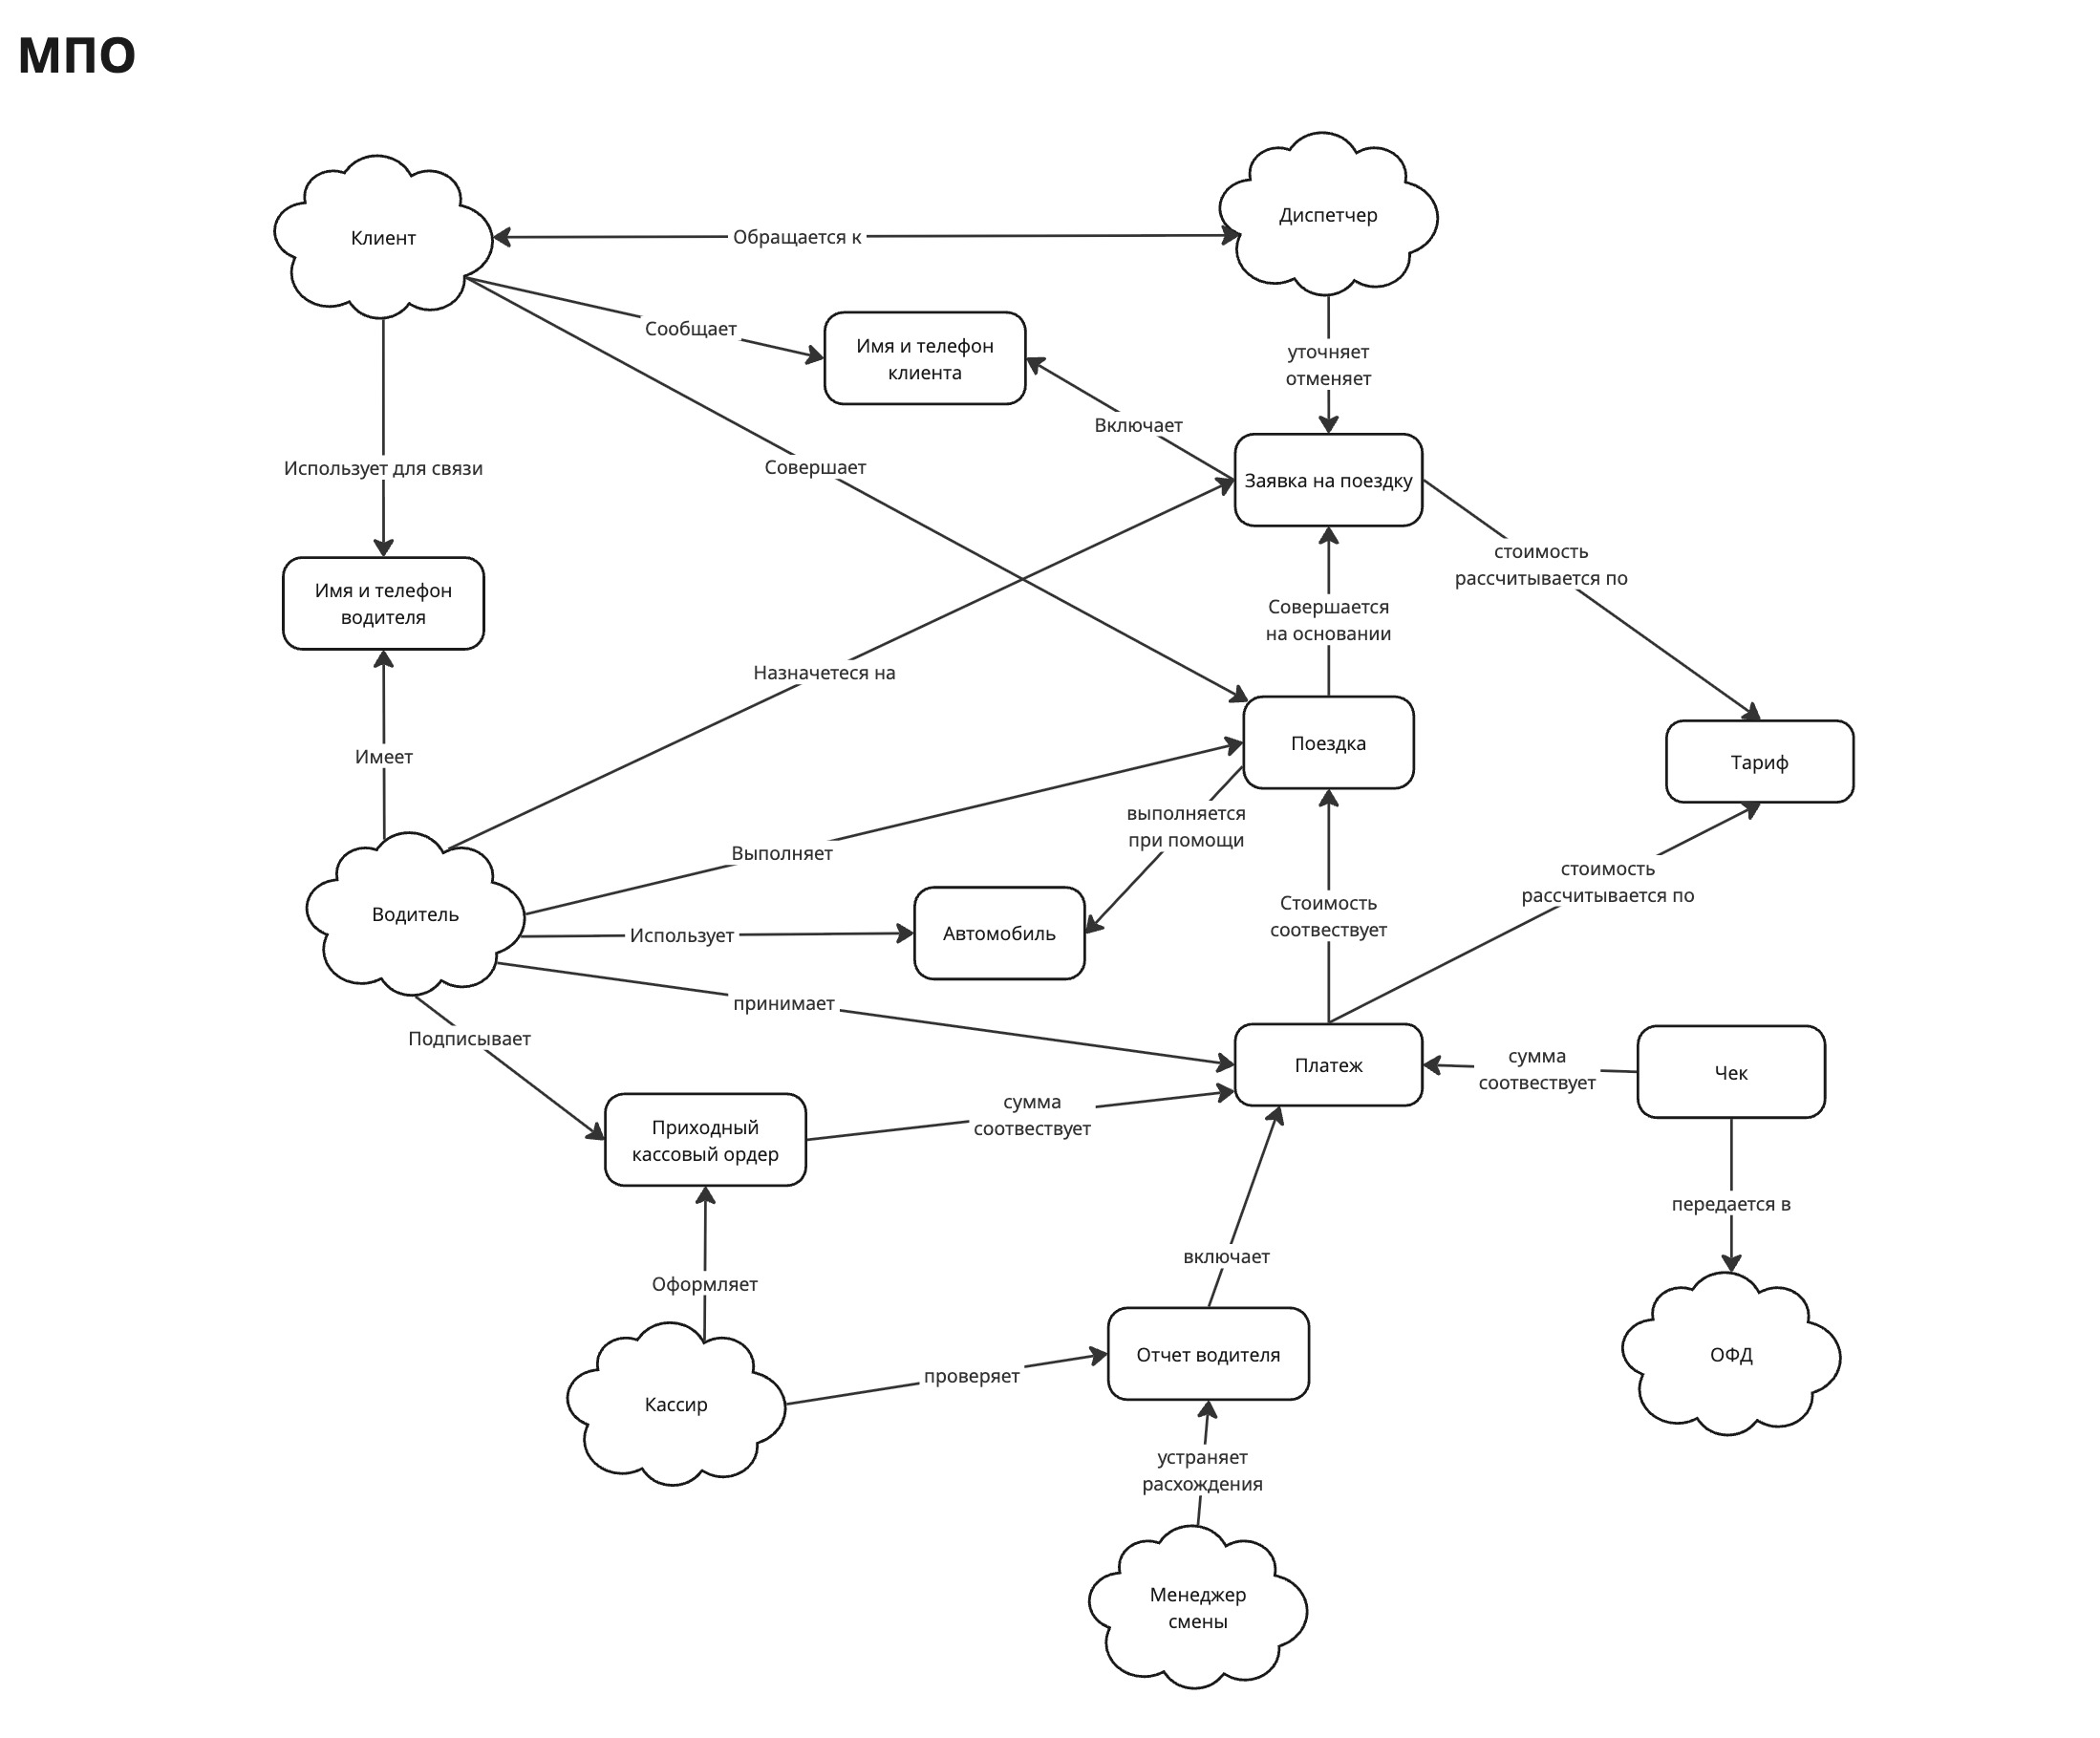 МПО
Диспетчер
Клиент
Обращается к
Сообщает
Имя и телефон
клиента
уточняет
отменяет
Включает
Совершает
Использует для связи
Заявка на поездку
стоимость
рассчитывается по
Имя и телефон
водителя
Совершается
на основании
Назначетеся на
Имеет
Поездка
Тариф
выполняется
при помощи
Выполняет
стоимость
рассчитывается по
Водитель
Использует
Автомобиль
Стоимость
соотвествует
принимает
Подписывает
Платеж
сумма
соотвествует
Чек
Приходный
кассовый ордер
сумма
соотвествует
передается в
включает
Оформляет
Отчет водителя
ОФД
проверяет
Кассир
устраняет
расхождения
Менеджер
смены